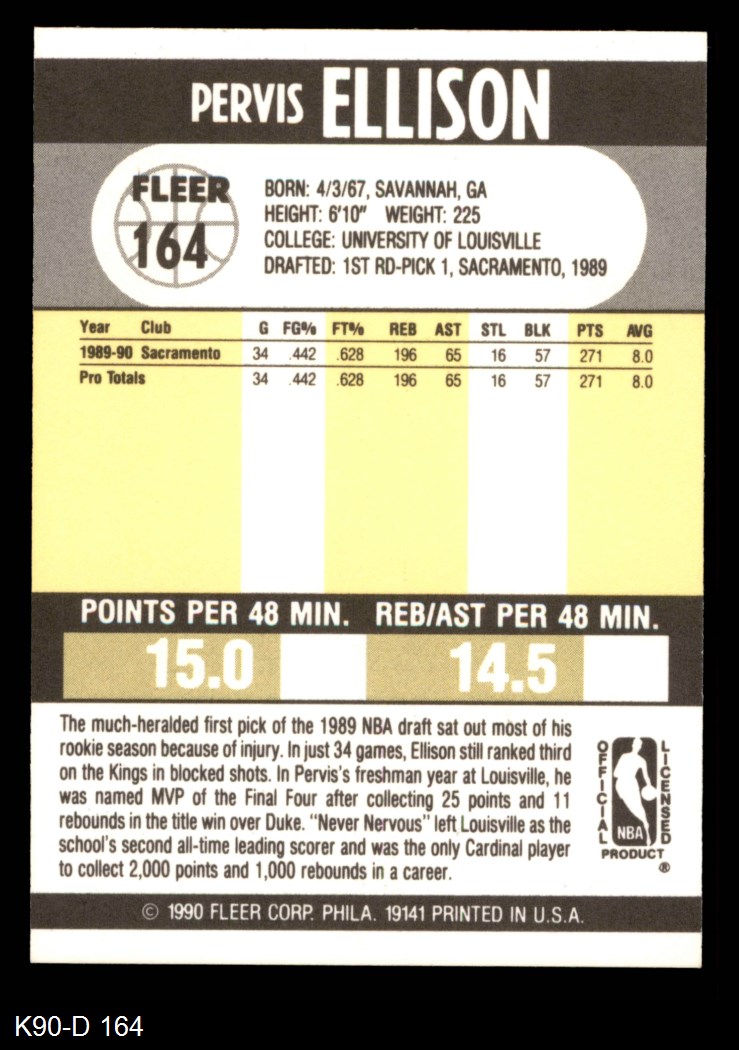 PERVIS ELLISON
FLEER
164
BORN: 4/3/67, SAVANNAH, GA
HEIGHT: 6'10" WEIGHT: 225
COLLEGE: UNIVERSITY OF LOUISVILLE
DRAFTED: 1ST RD-PICK 1, SACRAMENTO, 1989
Year Club G FG% FT% REB AST STL BLK PTS AVG
1989-90 Sacramento 34 .442 .628 196 65 16 57 271 8.0
Pro Totals 34 .442 .628 196 65 16 57 271 8.0
POINTS PER 48 MIN. REB/AST PER 48 MIN.
15.0 14.5
The much-heralded first pick of the 1989 NBA draft sat out most of his
rookie season because of injury. In just 34 games, Ellison still ranked third
on the Kings in blocked shots. In Pervis's freshman year at Louisville, he
was named MVP of the Final Four after collecting 25 points and 11
rebounds in the title win over Duke. "Never Nervous" left Louisville as the
school's second all-time leading scorer and was the only Cardinal player
to collect 2,000 points and 1,000 rebounds in a career.
OFFICIAL
LICENSED
NBA
PRODUCT
®
© 1990 FLEER CORP. PHILA. 19141 PRINTED IN U.S.A.
K90-D 164